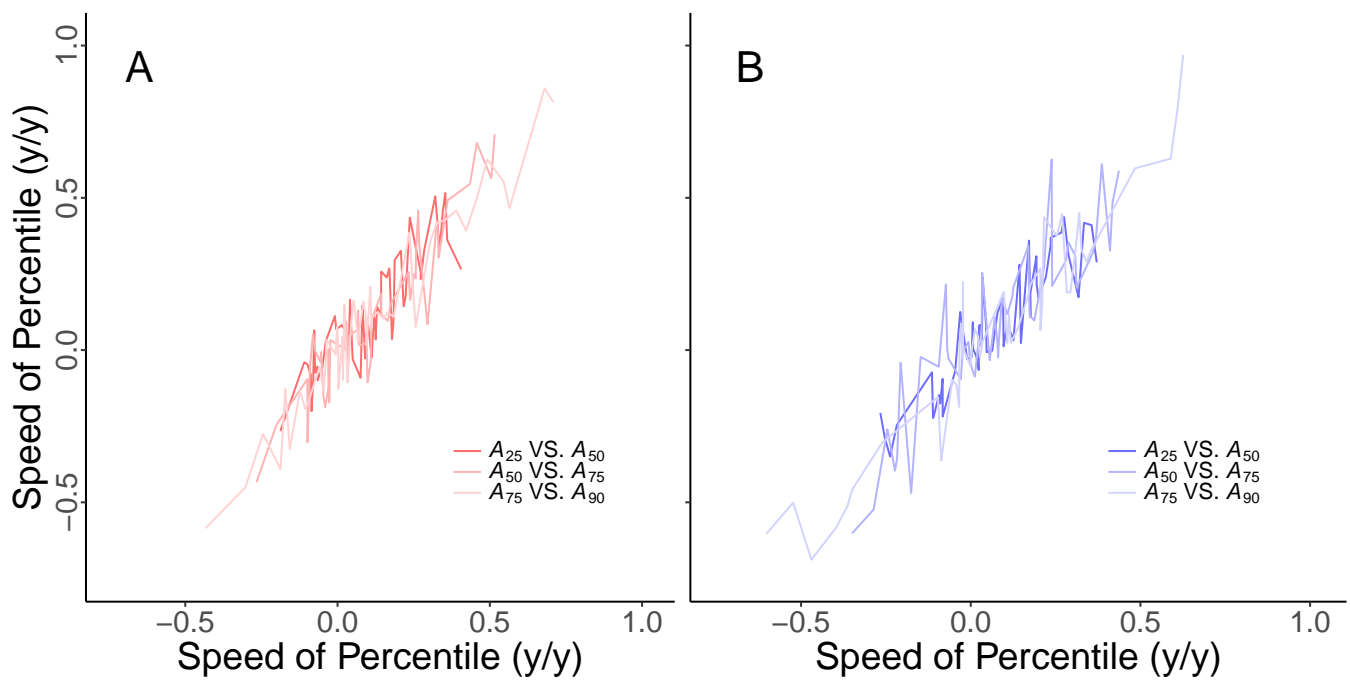 A
B
Speed of Percentile (y/y)
1.0
0.5
0.0
−0.5
A25 VS. A50
A50 VS. A75
A75 VS. A90
A25 VS. A50
A50 VS. A75
A75 VS. A90
−0.5 0.0 0.5 1.0
−0.5 0.0 0.5 1.0
Speed of Percentile (y/y)
Speed of Percentile (y/y)